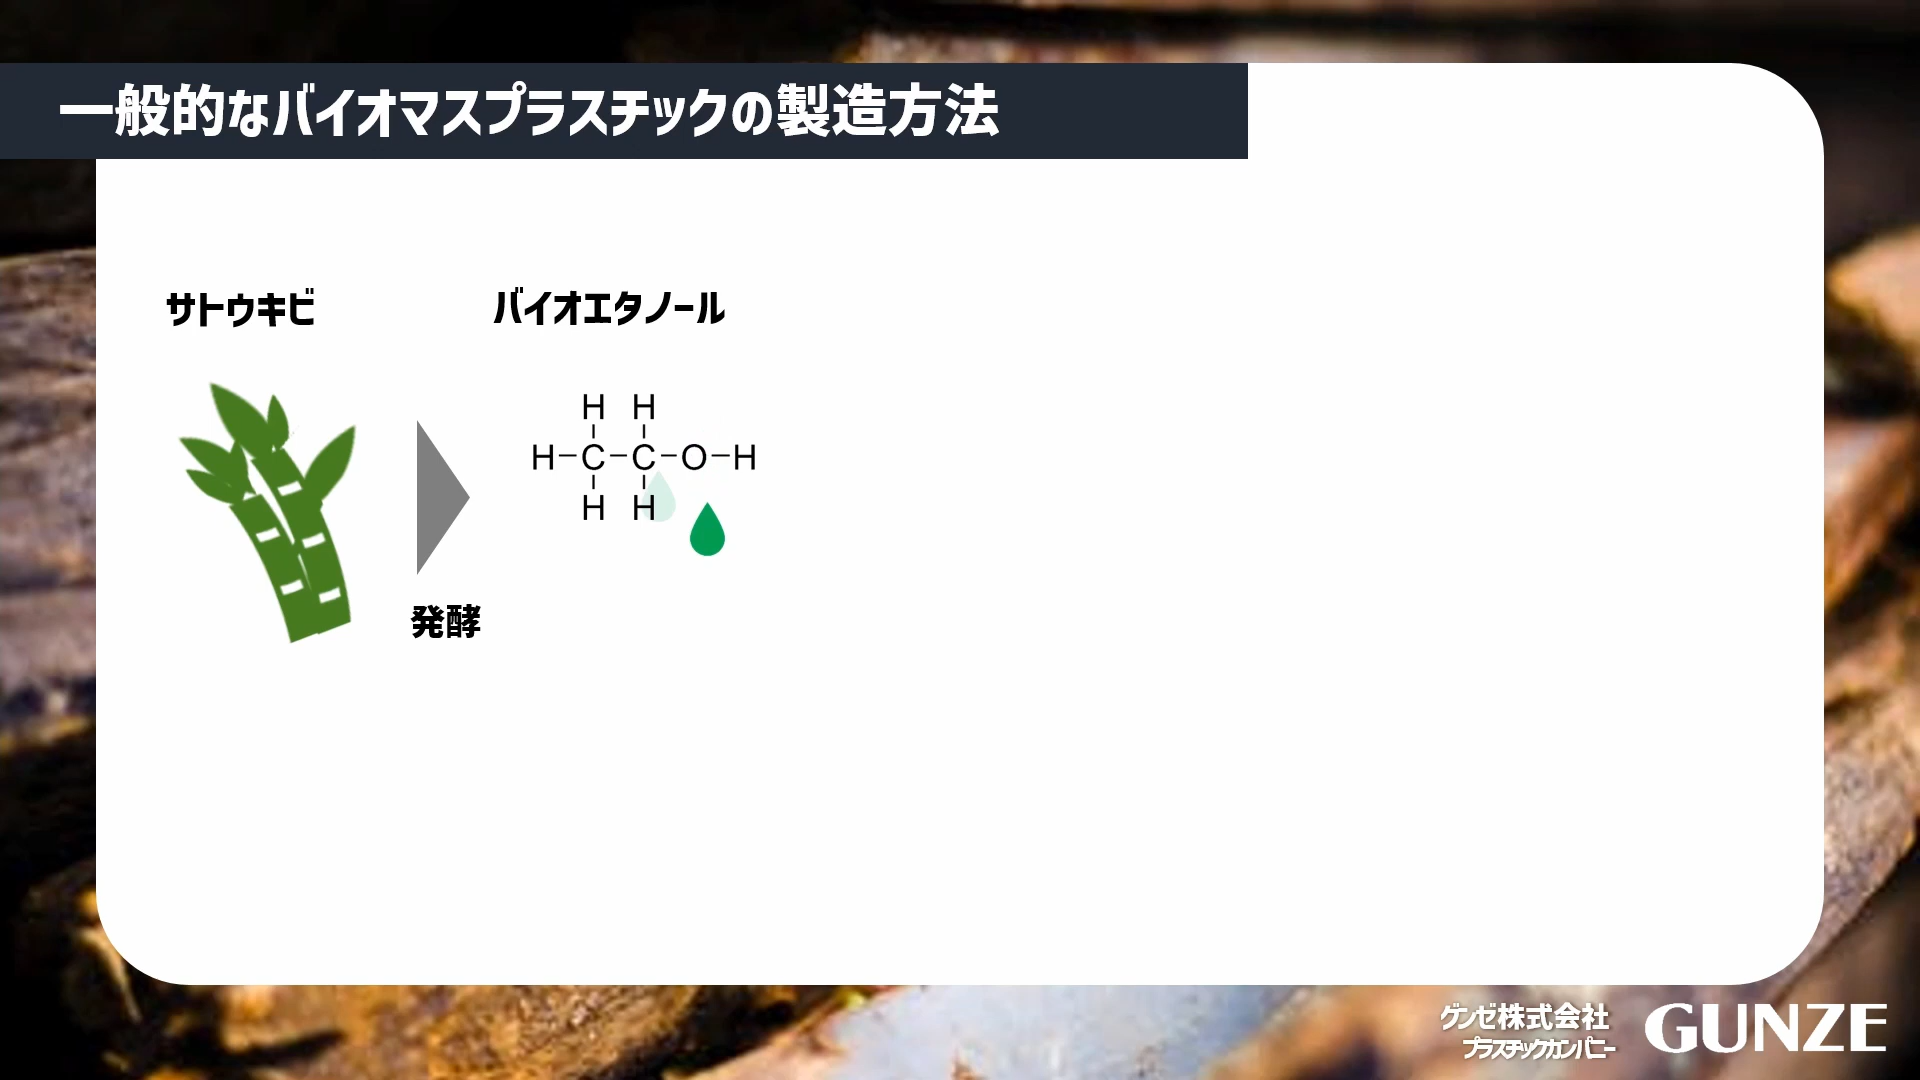 一般的なバイオマスプラスチックの製造方法
サトウキビ
バイオエタノール
H H
H-C-C-O-H
H H
発酵
グンゼ株式会社
プラスチックカンパニー
GUNZE